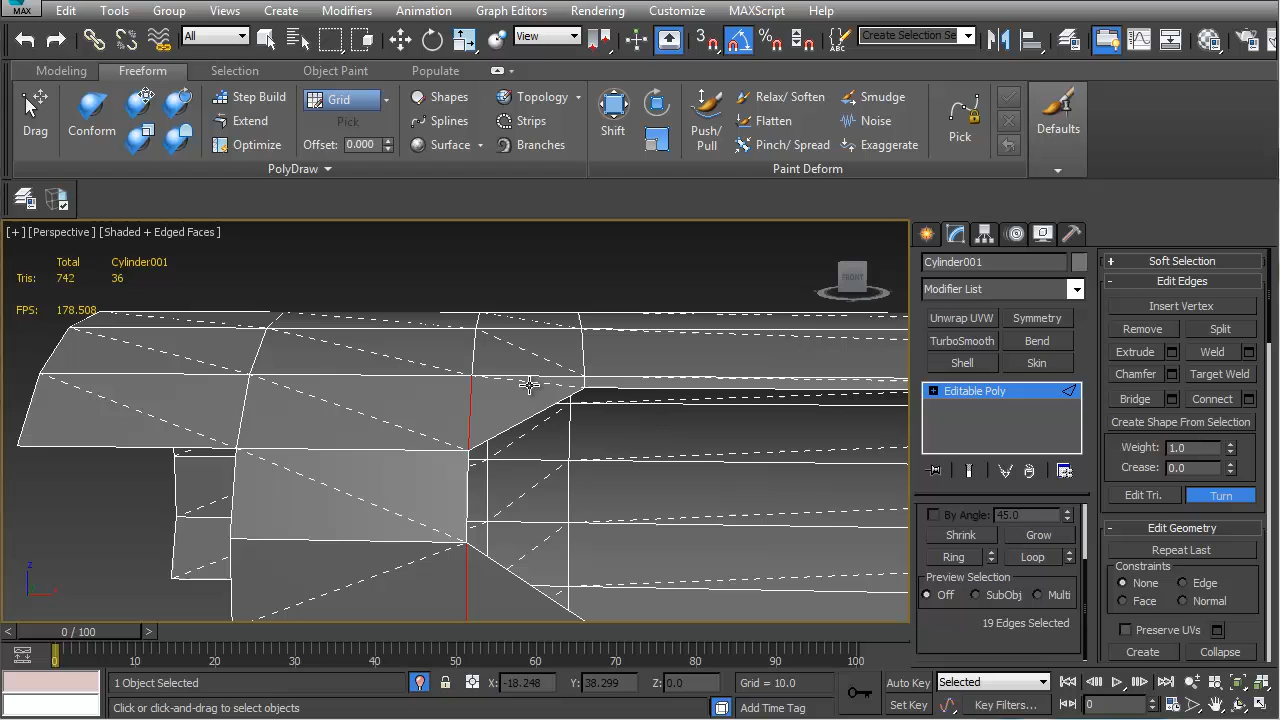 MAX Edit Tools Group Views Create Modifiers Animation Graph Editors Rendering Customize MAXScript Help
All View 3 % ABC Create Selection Se
Modeling Freeform Selection Object Paint Populate
Drag Conform Step Build Grid Shapes Topology Shift Push/ Pull Relax/ Soften Smudge Pick Defaults
Extend Pick Splines Strips Flatten Noise
Optimize Offset: 0.000 Surface Branches Pinch/ Spread Exaggerate
PolyDraw Paint Deform
[+] [Perspective ] [Shaded + Edged Faces ]
Total Cylinder001
Tris: 742 36
FPS: 178.508
FRONT
z
x
Cylinder001
Modifier List
Unwrap UVW Symmetry
TurboSmooth Bend
Shell Skin
Editable Poly
By Angle: 45.0
Shrink Grow
Ring Loop
Preview Selection
Off SubObj Multi
19 Edges Selected
+ Soft Selection
- Edit Edges
Insert Vertex
Remove Split
Extrude Weld
Chamfer Target Weld
Bridge Connect
Create Shape From Selection
Weight: 1.0
Crease: 0.0
Edit Tri. Turn
- Edit Geometry
Repeat Last
Constraints
None Edge
Face Normal
Preserve UVs
Create Collapse
< 0 / 100 >
0 10 20 30 40 50 60 70 80 90 100
1 Object Selected X: -18.248 Y: 38.299 Z: 0.0 Grid = 10.0 Auto Key Selected
Click or click-and-drag to select objects Add Time Tag Set Key Key Filters... 0